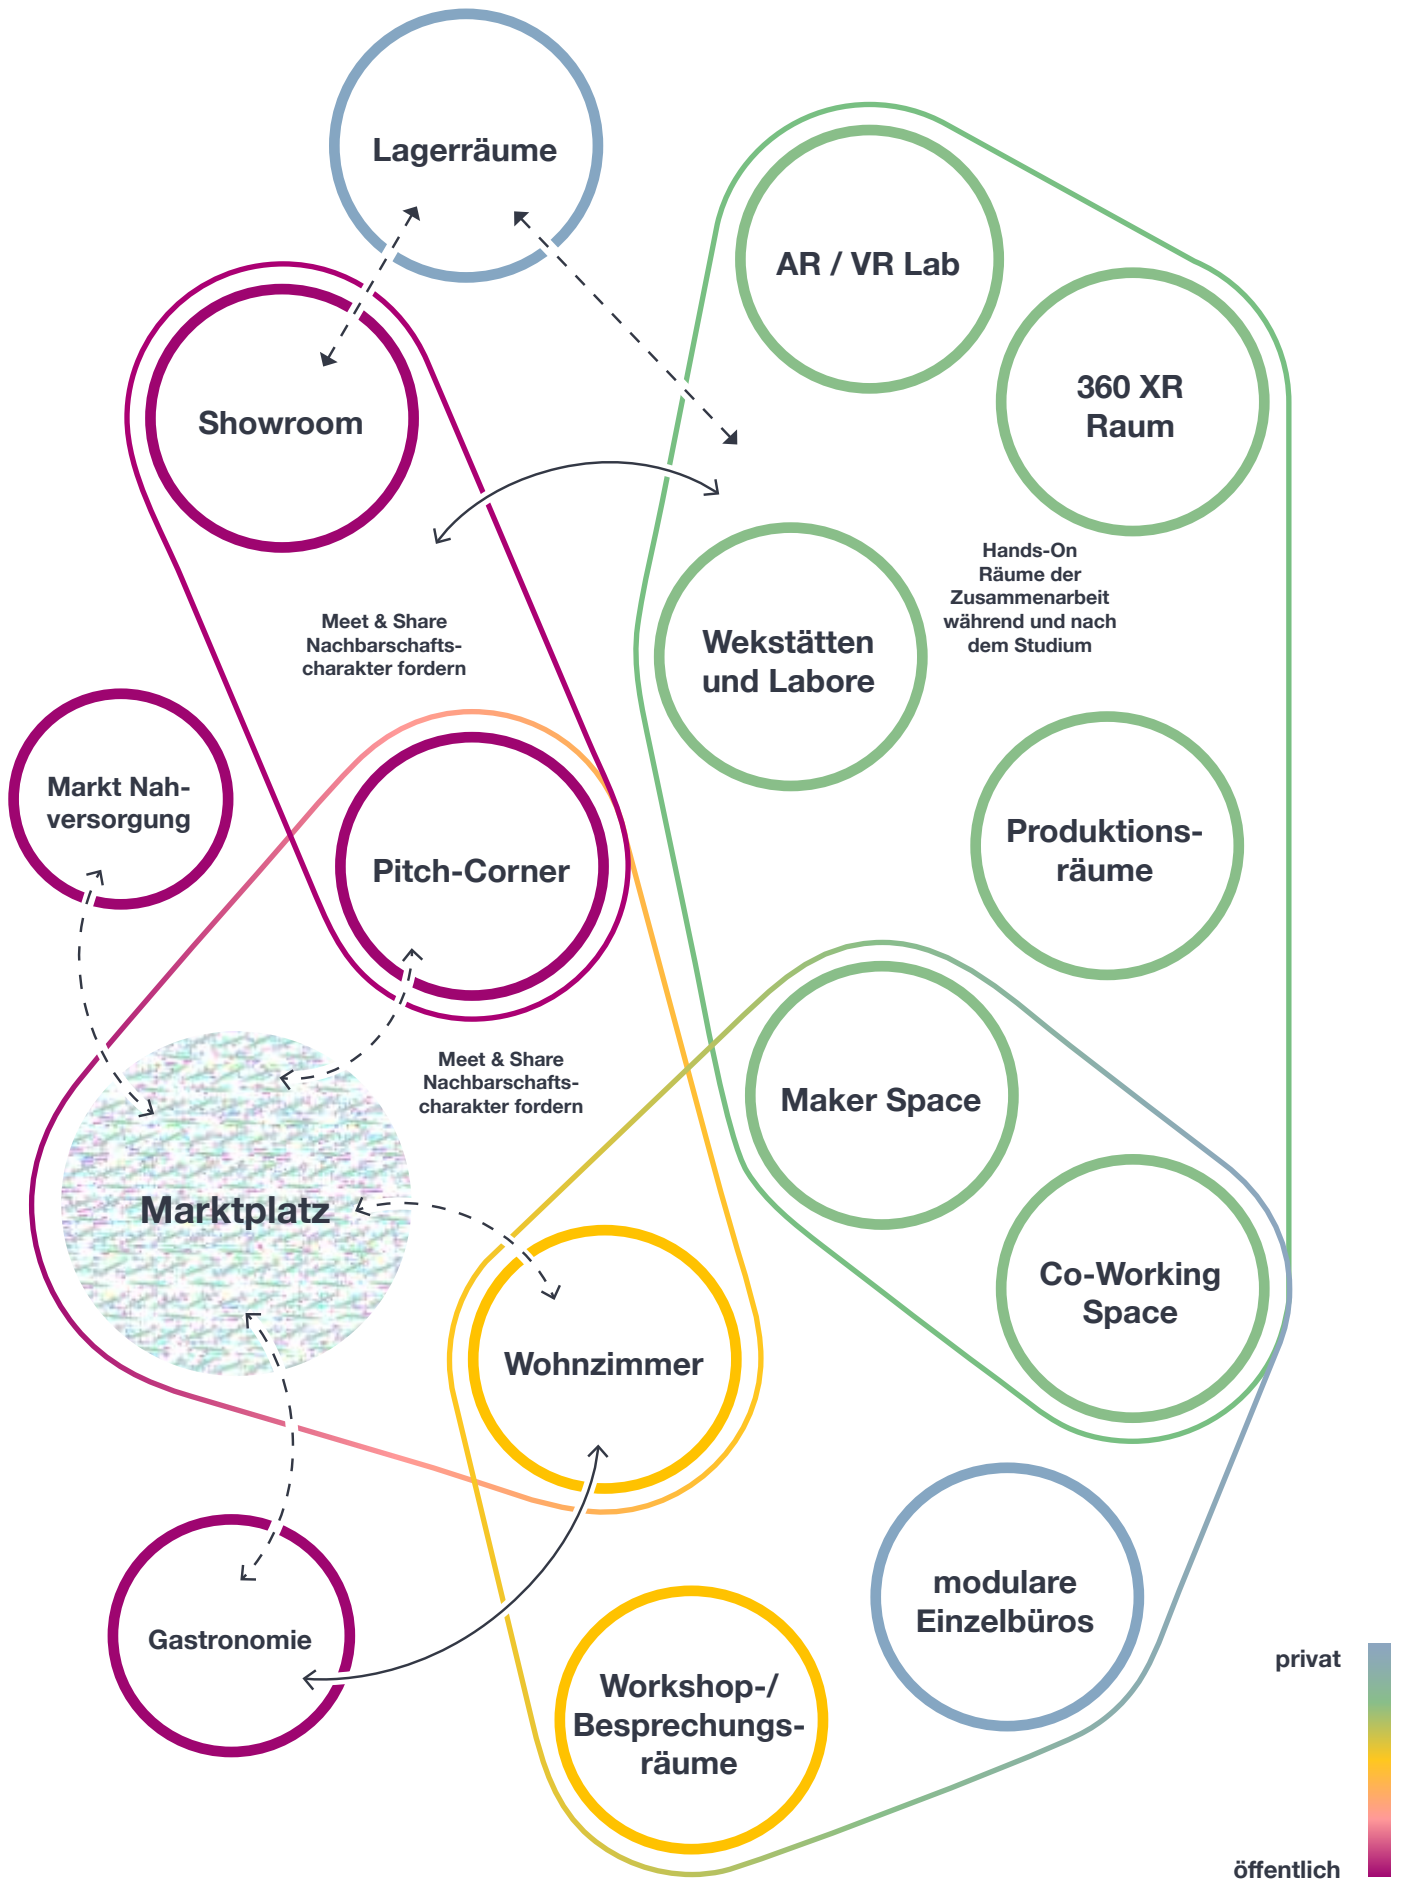 Lagerräume
AR / VR Lab
360 XR
Raum
Showroom
Hands-On
Räume der
Zusammenarbeit
während und nach
dem Studium
Meet & Share
Nachbarschafts-
charakter fordern
Wekstätten
und Labore
Markt Nah-
versorgung
Pitch-Corner
Produktions-
räume
Meet & Share
Nachbarschafts-
charakter fordern
Maker Space
Marktplatz
Co-Working
Space
Wohnzimmer
modulare
Einzelbüros
Gastronomie
Workshop-/
Besprechungs-
räume
privat
öffentlich